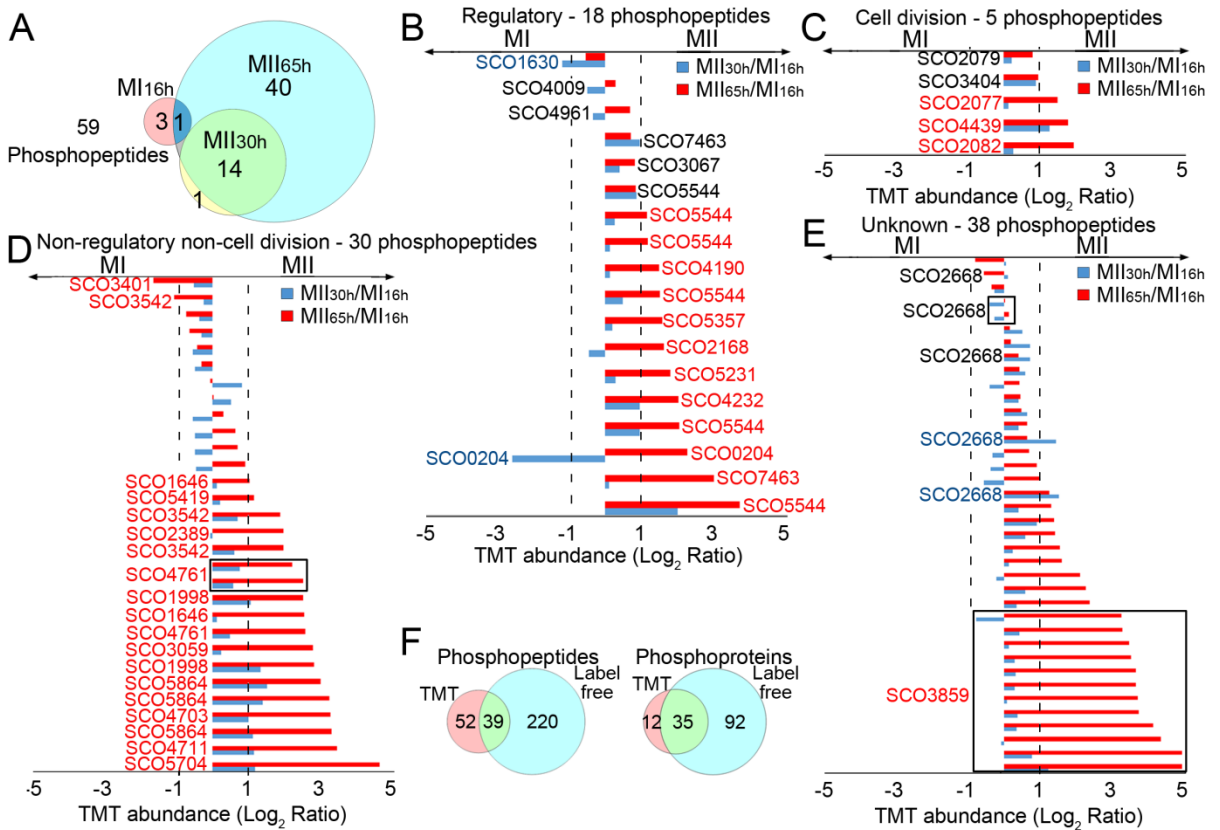 A
MI16h
MII65h
40
3
1
MII30h
14
1
59
Phosphopeptides
B
Regulatory - 18 phosphopeptides
MI
MII
MII30h/MI16h
MII65h/MI16h
SCO1630
SCO4009
SCO4961
SCO7463
SCO3067
SCO5544
SCO5544
SCO5544
SCO4190
SCO5544
SCO5357
SCO2168
SCO5231
SCO4232
SCO5544
SCO0204
SCO0204
SCO7463
SCO5544
-5
-3
-1
1
3
5
TMT abundance (Log2 Ratio)
C
Cell division - 5 phosphopeptides
MI
MII
MII30h/MI16h
MII65h/MI16h
SCO2079
SCO3404
SCO2077
SCO4439
SCO2082
-5
-3
-1
1
3
5
TMT abundance (Log2 Ratio)
D
Non-regulatory non-cell division - 30 phosphopeptides
MI
MII
MII30h/MI16h
MII65h/MI16h
SCO3401
SCO3542
SCO1646
SCO5419
SCO3542
SCO2389
SCO3542
SCO4761
SCO1998
SCO1646
SCO4761
SCO3059
SCO1998
SCO5864
SCO5864
SCO4703
SCO5864
SCO4711
SCO5704
-5
-3
-1
1
3
5
TMT abundance (Log2 Ratio)
E
Unknown - 38 phosphopeptides
MI
MII
MII30h/MI16h
MII65h/MI16h
SCO2668
SCO2668
SCO2668
SCO2668
SCO2668
SCO3859
-5
-3
-1
1
3
5
TMT abundance (Log2 Ratio)
F
Phosphopeptides
TMT
Label
free
52
39
220
Phosphoproteins
TMT
Label
free
12
35
92